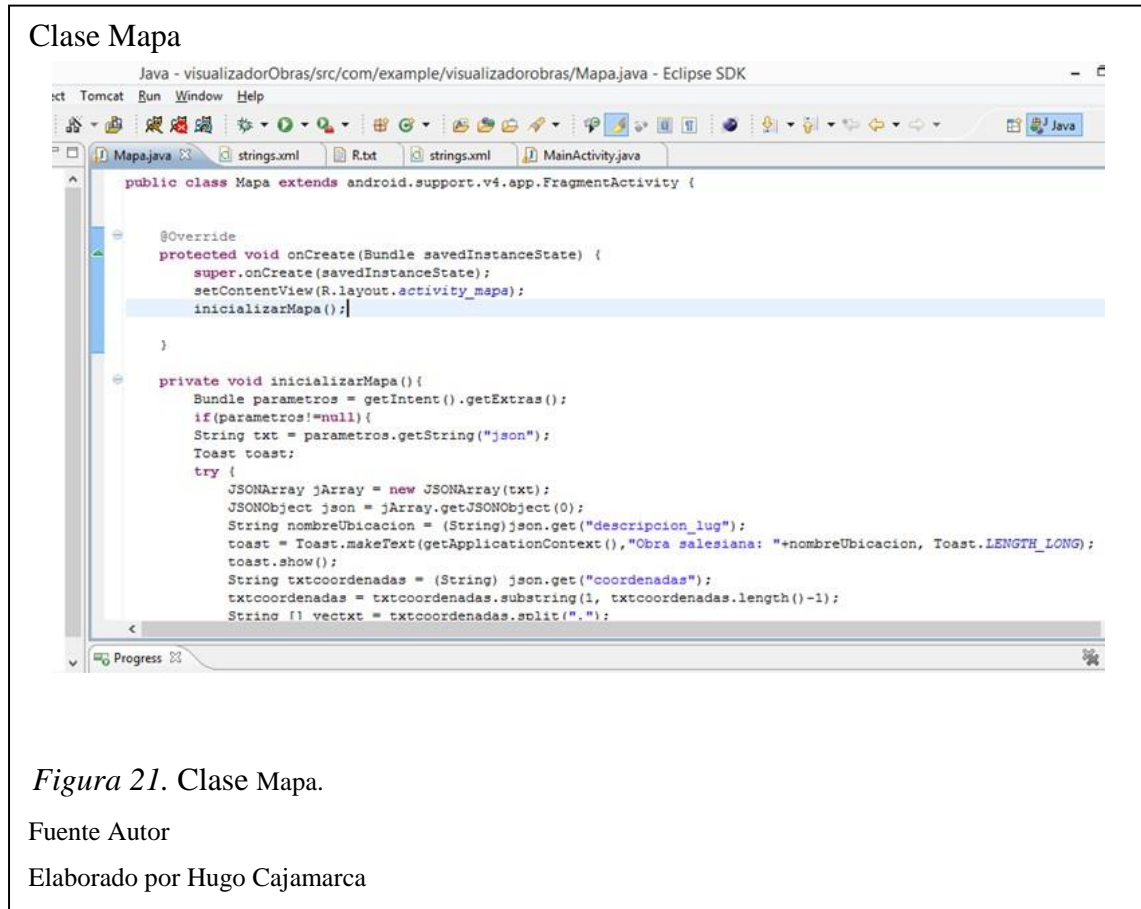 Clase Mapa
Java - visualizadorObras/src/com/example/visualizadorobras/Mapa.java - Eclipse SDK
ect Tomcat Run Window Help
Java
Mapa.java strings.xml R.txt strings.xml MainActivity.java
public class Mapa extends android.support.v4.app.FragmentActivity {
@Override
protected void onCreate(Bundle savedInstanceState) {
super.onCreate(savedInstanceState);
setContentView(R.layout.activity_mapa);
inicializarMapa();
}
private void inicializarMapa(){
Bundle parametros = getIntent().getExtras();
if(parametros!=null){
String txt = parametros.getString("json");
Toast toast;
try {
JSONArray jArray = new JSONArray(txt);
JSONObject json = jArray.getJSONObject(0);
String nombreUbicacion = (String)json.get("descripcion_lug");
toast = Toast.makeText(getApplicationContext(),"Obra salesiana: "+nombreUbicacion, Toast.LENGTH_LONG);
toast.show();
String txtcoordenadas = (String) json.get("coordenadas");
txtcoordenadas = txtcoordenadas.substring(1, txtcoordenadas.length()-1);
String [] vectxt = txtcoordenadas.split(",");
Progress
Figura 21. Clase Mapa.
Fuente Autor
Elaborado por Hugo Cajamarca